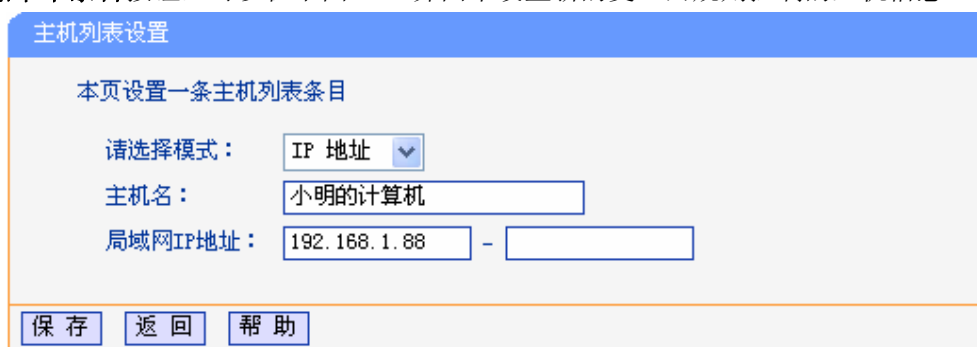 主机列表设置
本页设置一条主机列表条目
请选择模式： IP 地址
主机名： 小明的计算机
局域网IP地址： 192.168.1.88 -
保 存 返 回 帮 助